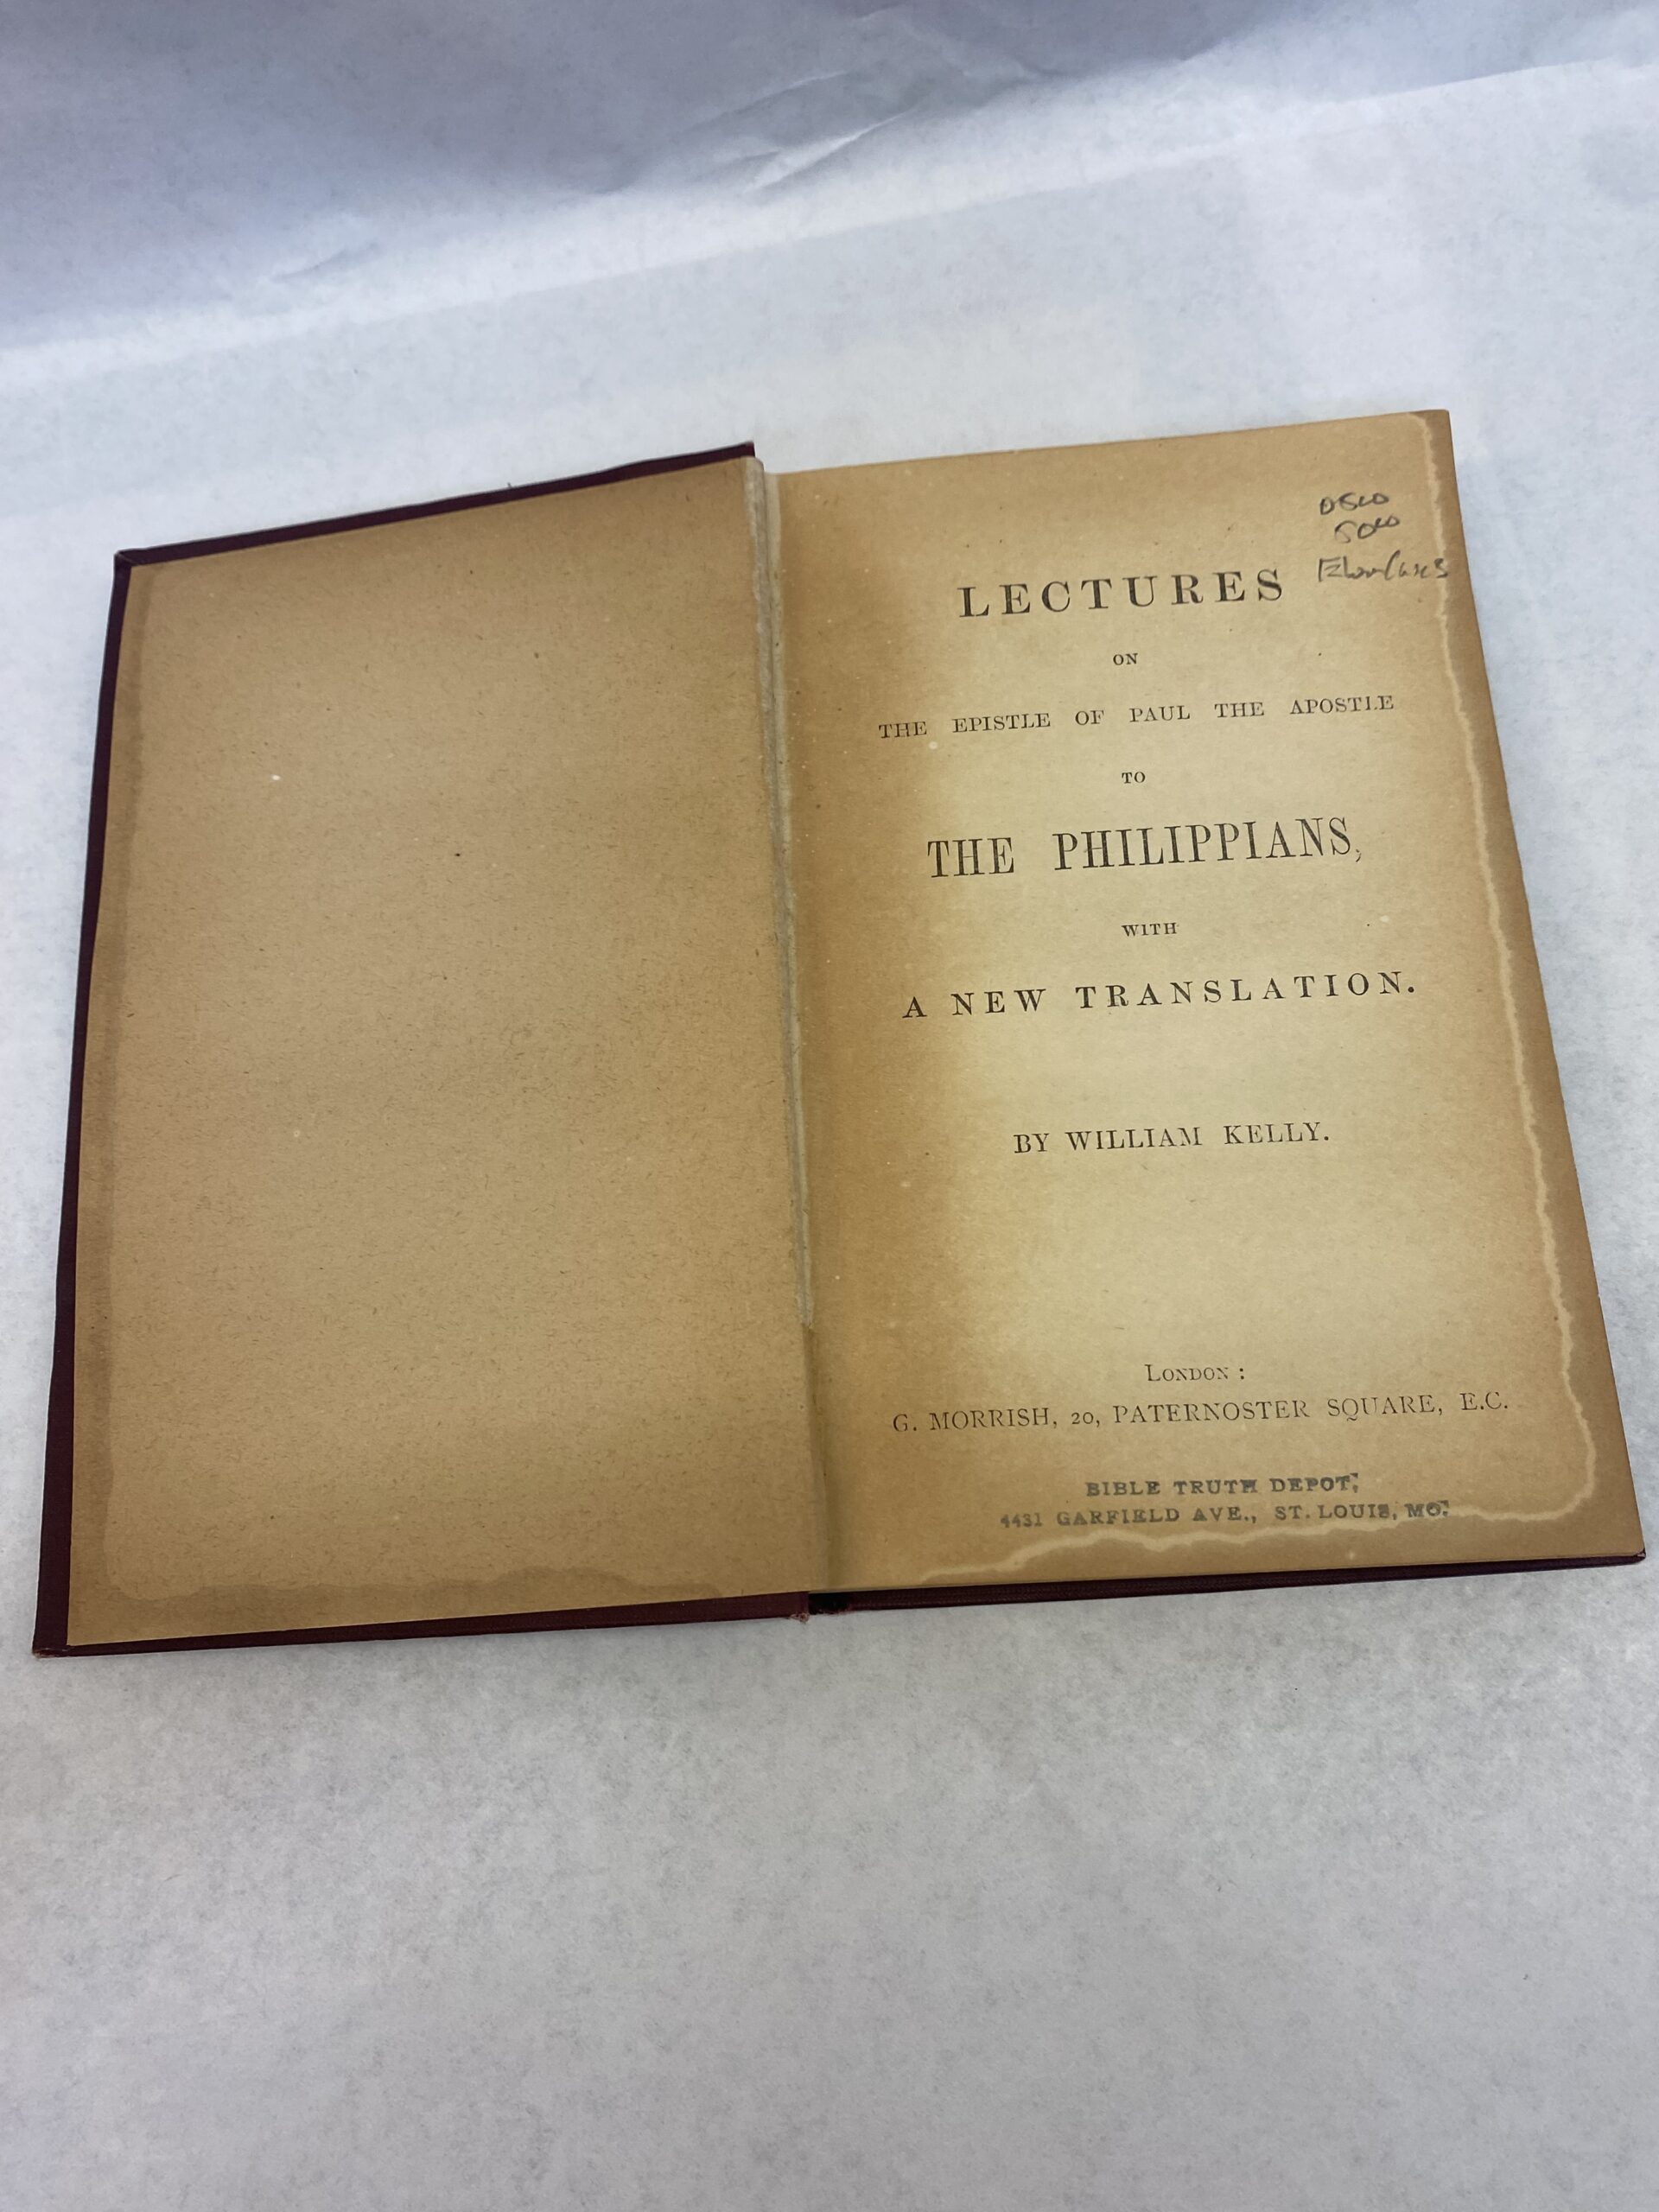 LECTURES
ON
THE EPISTLE OF PAUL THE APOSTLE
TO
THE PHILIPPIANS,
WITH
A NEW TRANSLATION.
BY WILLIAM KELLY.
LONDON :
G. MORRISH, 20, PATERNOSTER SQUARE, E.C.
BIBLE TRUTH DEPOT,
4431 GARFIELD AVE., ST. LOUIS, MO.